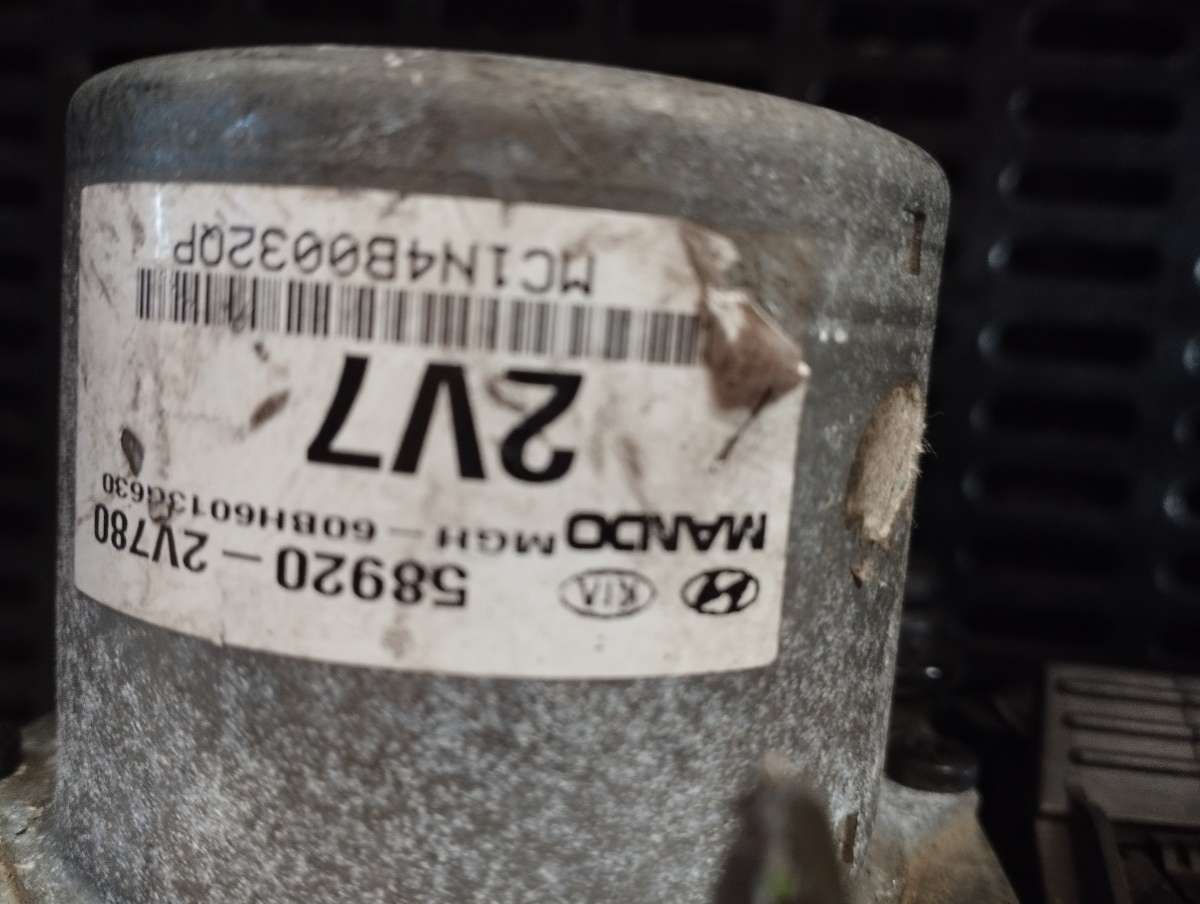 KIA 58920-2V780
MANDO MGH-60BH6013G630
2V7
MC1N4B0032QP